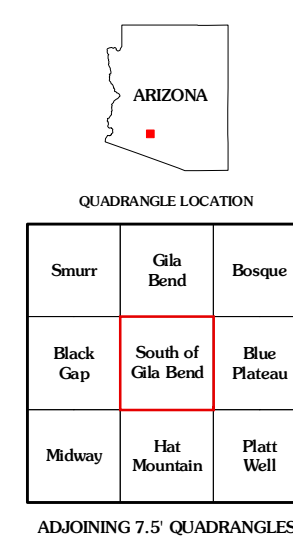 ARIZONA
QUADRANGLE LOCATION
Smurr
Gila
Bend
Bosque
Black
Gap
South of
Gila Bend
Blue
Plateau
Midway
Hat
Mountain
Platt
Well
ADJOINING 7.5' QUADRANGLES